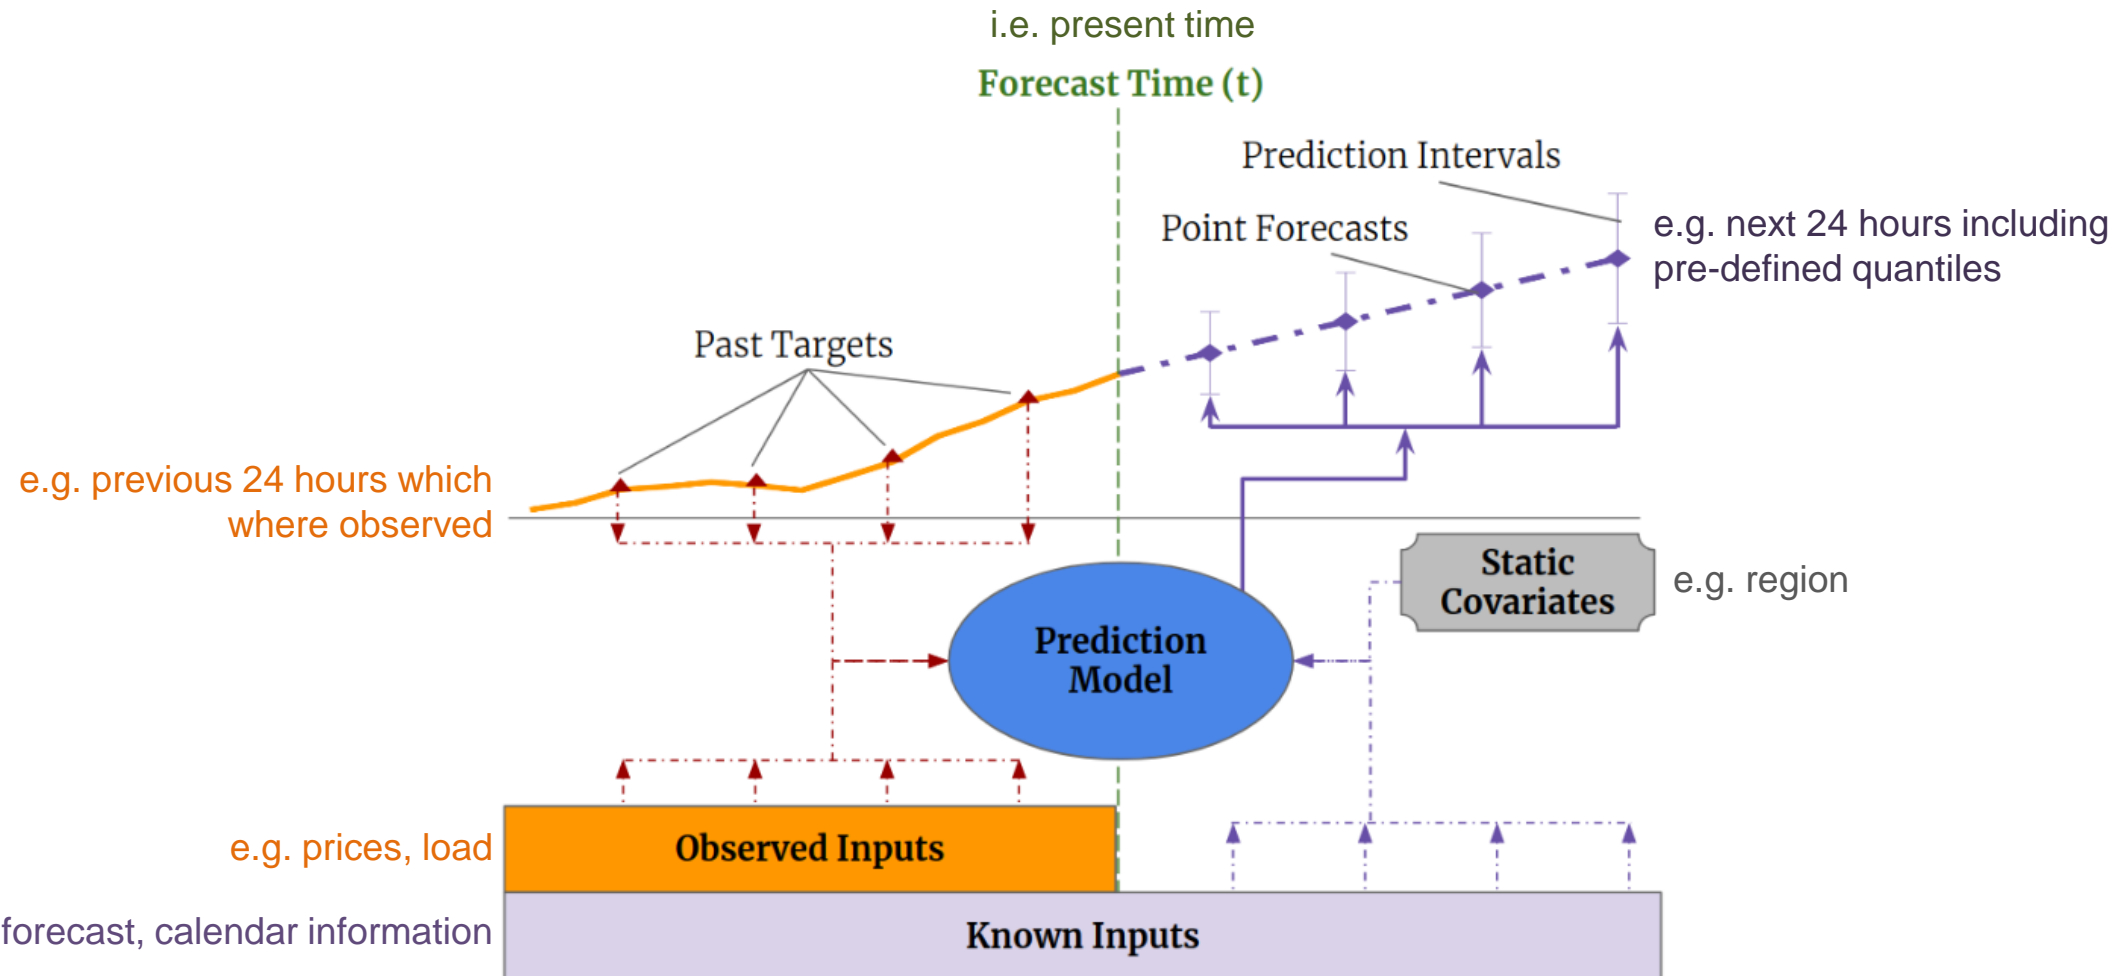 i.e. present time
Forecast Time (t)
Prediction Intervals
Point Forecasts
e.g. next 24 hours including
pre-defined quantiles
Past Targets
e.g. previous 24 hours which
where observed
Static
Covariates
e.g. region
Prediction
Model
e.g. prices, load
Observed Inputs
forecast, calendar information
Known Inputs